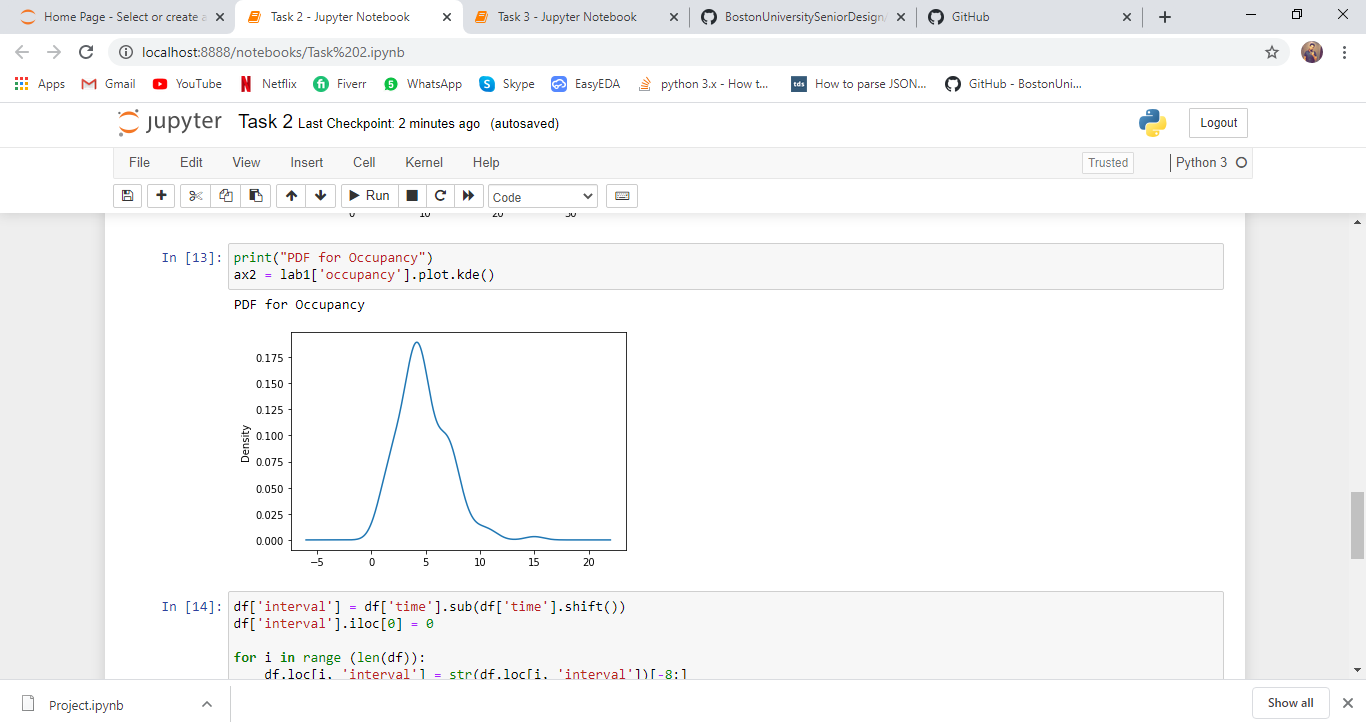 Home Page - Select or create a
Task 2 - Jupyter Notebook
Task 3 - Jupyter Notebook
BostonUniversitySeniorDesign/
GitHub
localhost:8888/notebooks/Task%202.ipynb
Apps
Gmail
YouTube
Netflix
Fiverr
WhatsApp
Skype
EasyEDA
python 3.x - How t...
tds
How to parse JSON...
GitHub - BostonUni...
jupyter
Task 2 Last Checkpoint: 2 minutes ago (autosaved)
Logout
File Edit View Insert Cell Kernel Help
Trusted
Python 3
Run
Code
0 10 20 30
In [13]:
print("PDF for Occupancy")
ax2 = lab1['occupancy'].plot.kde()
PDF for Occupancy
0.175
0.150
0.125
0.100
0.075
0.050
0.025
0.000
Density
−5 0 5 10 15 20
In [14]:
df['interval'] = df['time'].sub(df['time'].shift())
df['interval'].iloc[0] = 0
for i in range (len(df)):
df.loc[i, 'interval'] = str(df.loc[i, 'interval'])[-8:]
Project.ipynb
Show all